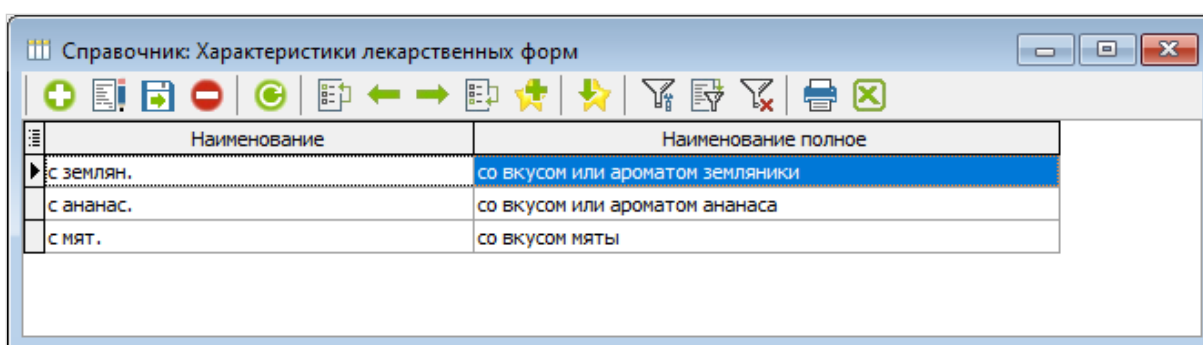 Справочник: Характеристики лекарственных форм
Наименование Наименование полное
с землян. со вкусом или ароматом земляники
с ананас. со вкусом или ароматом ананаса
с мят. со вкусом мяты